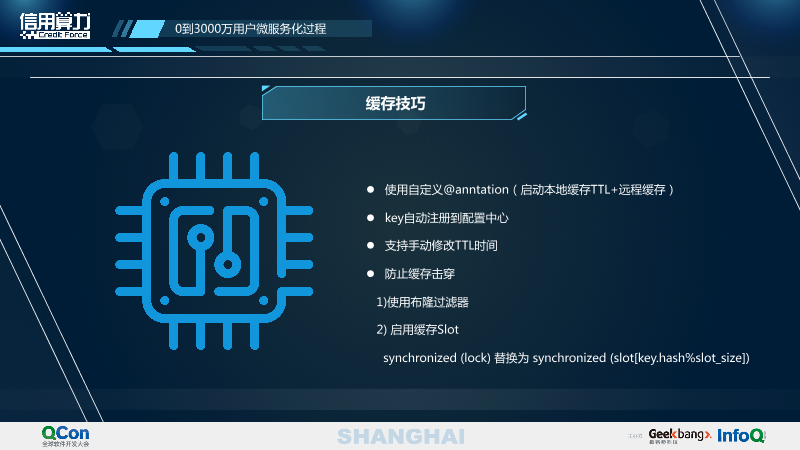 信用算力
Credit Force
0到3000万用户微服务化过程
缓存技巧
● 使用自定义@anntation（启动本地缓存TTL+远程缓存）
● key自动注册到配置中心
● 支持手动修改TTL时间
● 防止缓存击穿
1)使用布隆过滤器
2) 启用缓存Slot
synchronized (lock) 替换为 synchronized (slot[key.hash%slot_size])
QCon
全球软件开发大会
SHANGHAI
Geekbang>.
极客邦科技
InfoQ